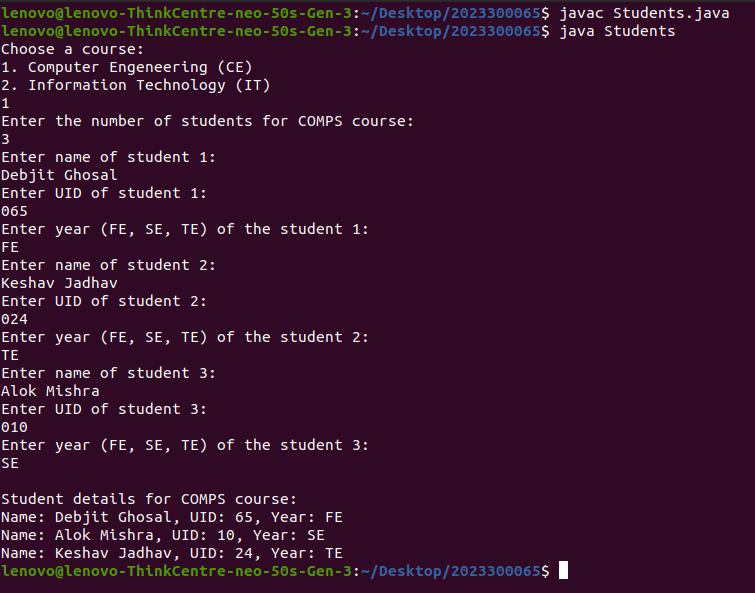 lenovo@lenovo-ThinkCentre-neo-50s-Gen-3:~/Desktop/2023300065$ javac Students.java
lenovo@lenovo-ThinkCentre-neo-50s-Gen-3:~/Desktop/2023300065$ java Students
Choose a course:
1. Computer Engeneering (CE)
2. Information Technology (IT)
1
Enter the number of students for COMPS course:
3
Enter name of student 1:
Debjit Ghosal
Enter UID of student 1:
065
Enter year (FE, SE, TE) of the student 1:
FE
Enter name of student 2:
Keshav Jadhav
Enter UID of student 2:
024
Enter year (FE, SE, TE) of the student 2:
TE
Enter name of student 3:
Alok Mishra
Enter UID of student 3:
010
Enter year (FE, SE, TE) of the student 3:
SE

Student details for COMPS course:
Name: Debjit Ghosal, UID: 65, Year: FE
Name: Alok Mishra, UID: 10, Year: SE
Name: Keshav Jadhav, UID: 24, Year: TE
lenovo@lenovo-ThinkCentre-neo-50s-Gen-3:~/Desktop/2023300065$